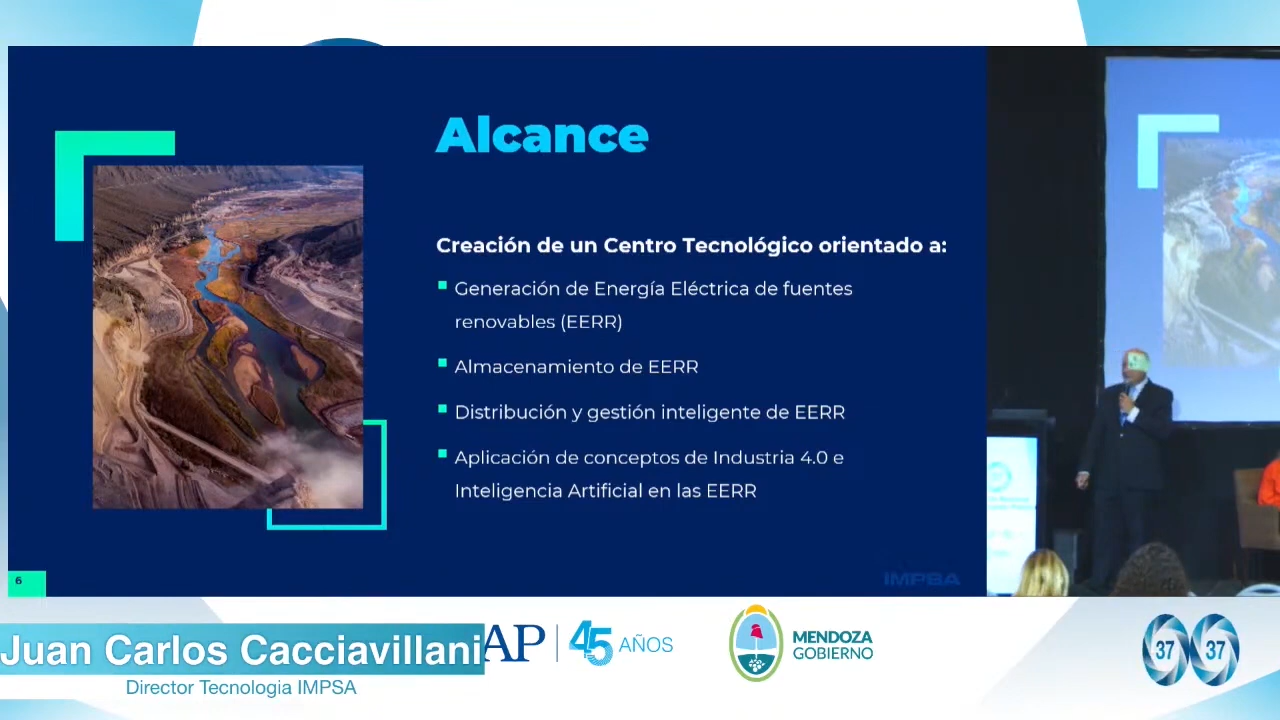 Alcance
Creación de un Centro Tecnológico orientado a:
Generación de Energía Eléctrica de fuentes
renovables (EERR)
Almacenamiento de EERR
Distribución y gestión inteligente de EERR
Aplicación de conceptos de Industria 4.0 e
Inteligencia Artificial en las EERR
6
IMPSA
Juan Carlos Cacciavillani
Director Tecnologia IMPSA
AP
45 AÑOS
MENDOZA
GOBIERNO
37 37